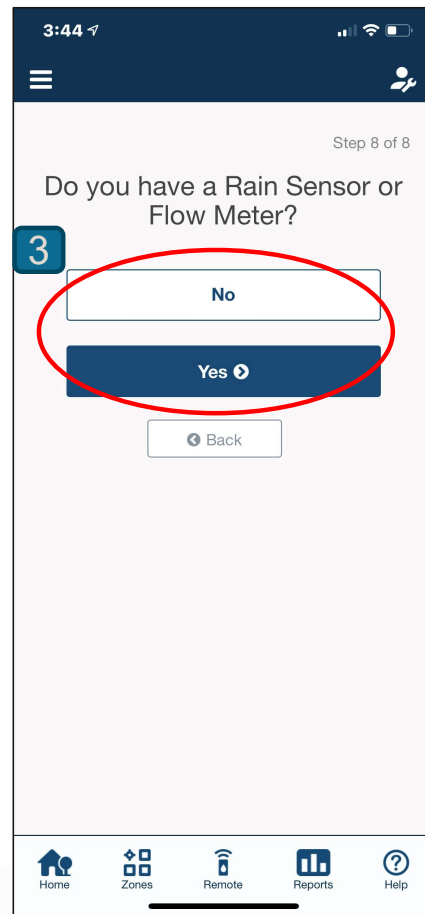 3:44
Step 8 of 8
Do you have a Rain Sensor or
Flow Meter?
3
No
Yes
Back
Home Zones Remote Reports Help